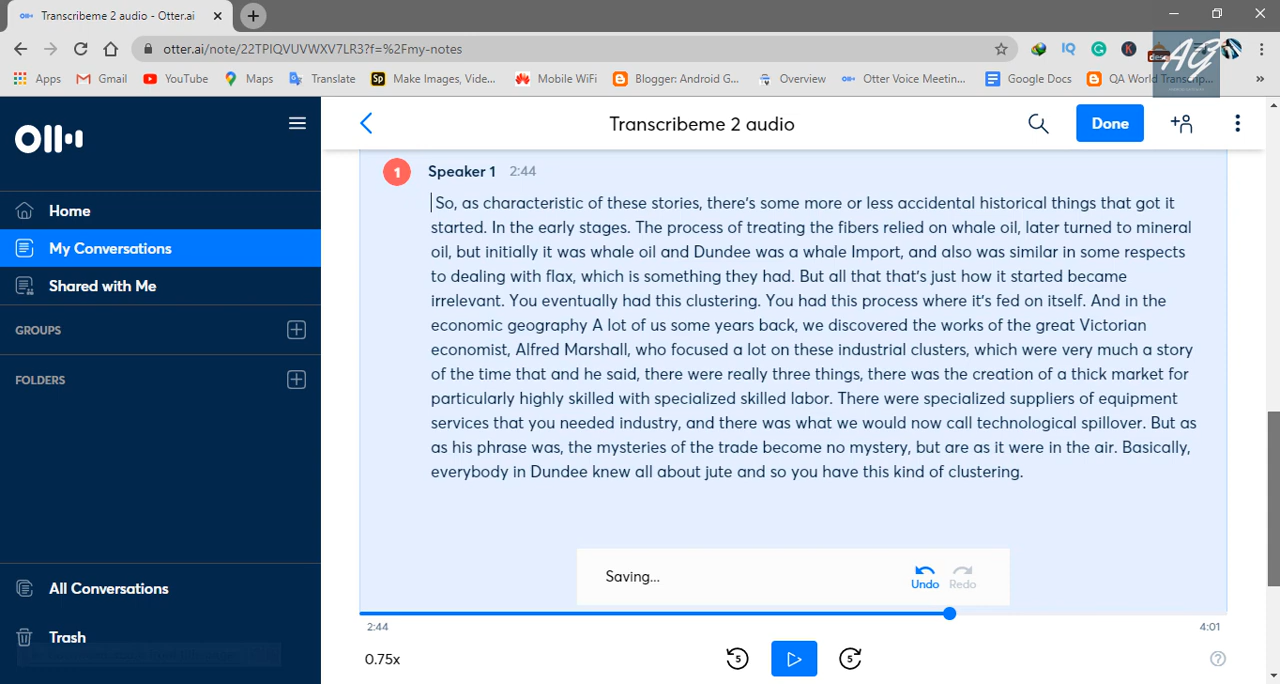 Transcribeme 2 audio - Otter.ai
otter.ai/note/22TPIQVUVWXV7LR3?f=%2Fmy-notes
Apps Gmail YouTube Maps Translate Make Images, Vide... Mobile WiFi Blogger: Android G... Overview Otter Voice Meetin... Google Docs QA World Transcrip...
AG
Transcribeme 2 audio
Done
Home
My Conversations
Shared with Me
GROUPS
FOLDERS
All Conversations
Trash
1 Speaker 1 2:44
So, as characteristic of these stories, there's some more or less accidental historical things that got it
started. In the early stages. The process of treating the fibers relied on whale oil, later turned to mineral
oil, but initially it was whale oil and Dundee was a whale Import, and also was similar in some respects
to dealing with flax, which is something they had. But all that that's just how it started became
irrelevant. You eventually had this clustering. You had this process where it's fed on itself. And in the
economic geography A lot of us some years back, we discovered the works of the great Victorian
economist, Alfred Marshall, who focused a lot on these industrial clusters, which were very much a story
of the time that and he said, there were really three things, there was the creation of a thick market for
particularly highly skilled with specialized skilled labor. There were specialized suppliers of equipment
services that you needed industry, and there was what we would now call technological spillover. But as
as his phrase was, the mysteries of the trade become no mystery, but are as it were in the air. Basically,
everybody in Dundee knew all about jute and so you have this kind of clustering.
Saving...
Undo Redo
2:44 4:01
0.75x 5 5